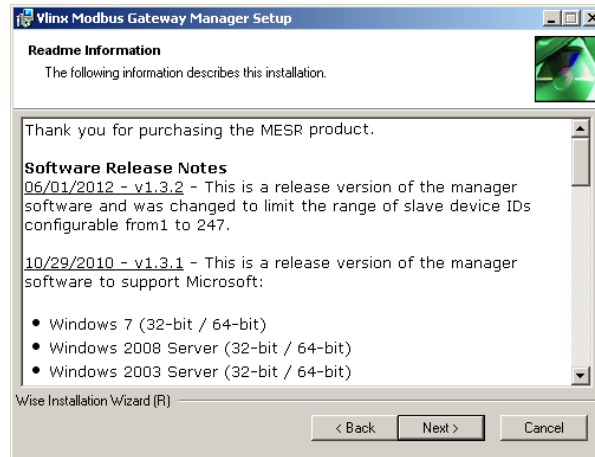 Vlinx Modbus Gateway Manager Setup
Readme Information
The following information describes this installation.
Thank you for purchasing the MESR product.
Software Release Notes
06/01/2012 - v1.3.2 - This is a release version of the manager
software and was changed to limit the range of slave device IDs
configurable from1 to 247.
10/29/2010 - v1.3.1 - This is a release version of the manager
software to support Microsoft:
• Windows 7 (32-bit / 64-bit)
• Windows 2008 Server (32-bit / 64-bit)
• Windows 2003 Server (32-bit / 64-bit)
Wise Installation Wizard (R)
< Back Next > Cancel